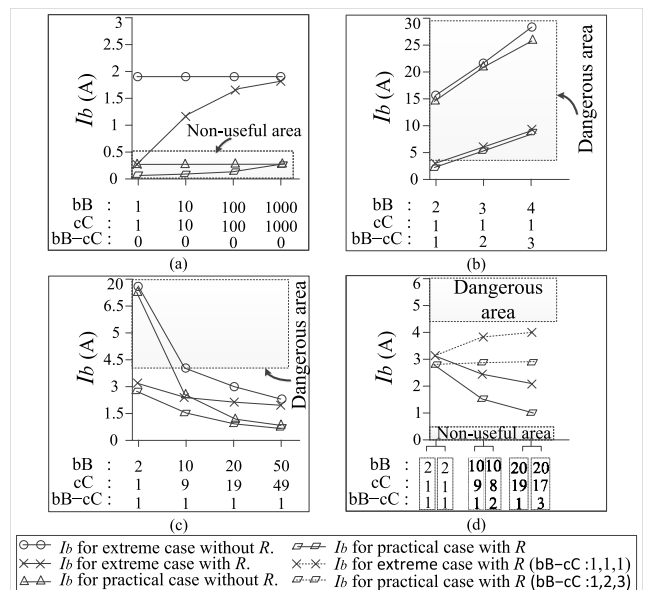 Ib (A)
2
1.5
1
0.5
0
Non-useful area
bB : 1 10 100 1000
cC : 1 10 100 1000
bB−cC : 0 0 0 0
(a)
Ib (A)
30
25
20
15
10
5
0
Dangerous area
bB : 2 3 4
cC : 1 1 1
bB−cC : 1 2 3
(b)
Ib (A)
20
6.5
5
4.5
3
1.5
0
Dangerous area
bB : 2 10 20 50
cC : 1 9 19 49
bB−cC : 1 1 1 1
(c)
Ib (A)
6
5
4
3
2
1
0
Dangerous
area
Non-useful area
bB : 2 2 10 10 20 20
cC : 1 1 9 8 19 17
bB−cC : 1 1 1 2 1 3
(d)
Ib for extreme case without R.
Ib for extreme case with R.
Ib for practical case without R.
Ib for practical case with R
Ib for extreme case with R (bB−cC :1,1,1)
Ib for practical case with R (bB−cC :1,2,3)